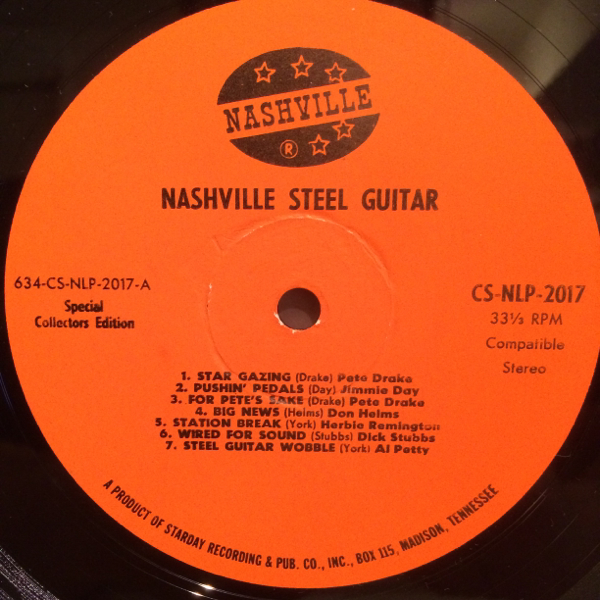 NASHVILLE
®
NASHVILLE STEEL GUITAR
634-CS-NLP-2017-A
Special
Collectors Edition
CS-NLP-2017
33⅓ RPM
Compatible
Stereo
1. STAR GAZING (Drake) Pete Drake
2. PUSHIN' PEDALS (Day) Jimmie Day
3. FOR PETE'S SAKE (Drake) Pete Drake
4. BIG NEWS (Helms) Don Helms
5. STATION BREAK (York) Herbie Remington
6. WIRED FOR SOUND (Stubbs) Dick Stubbs
7. STEEL GUITAR WOBBLE (York) Al Petty
A PRODUCT OF STARDAY RECORDING & PUB. CO., INC., BOX 115, MADISON, TENNESSEE